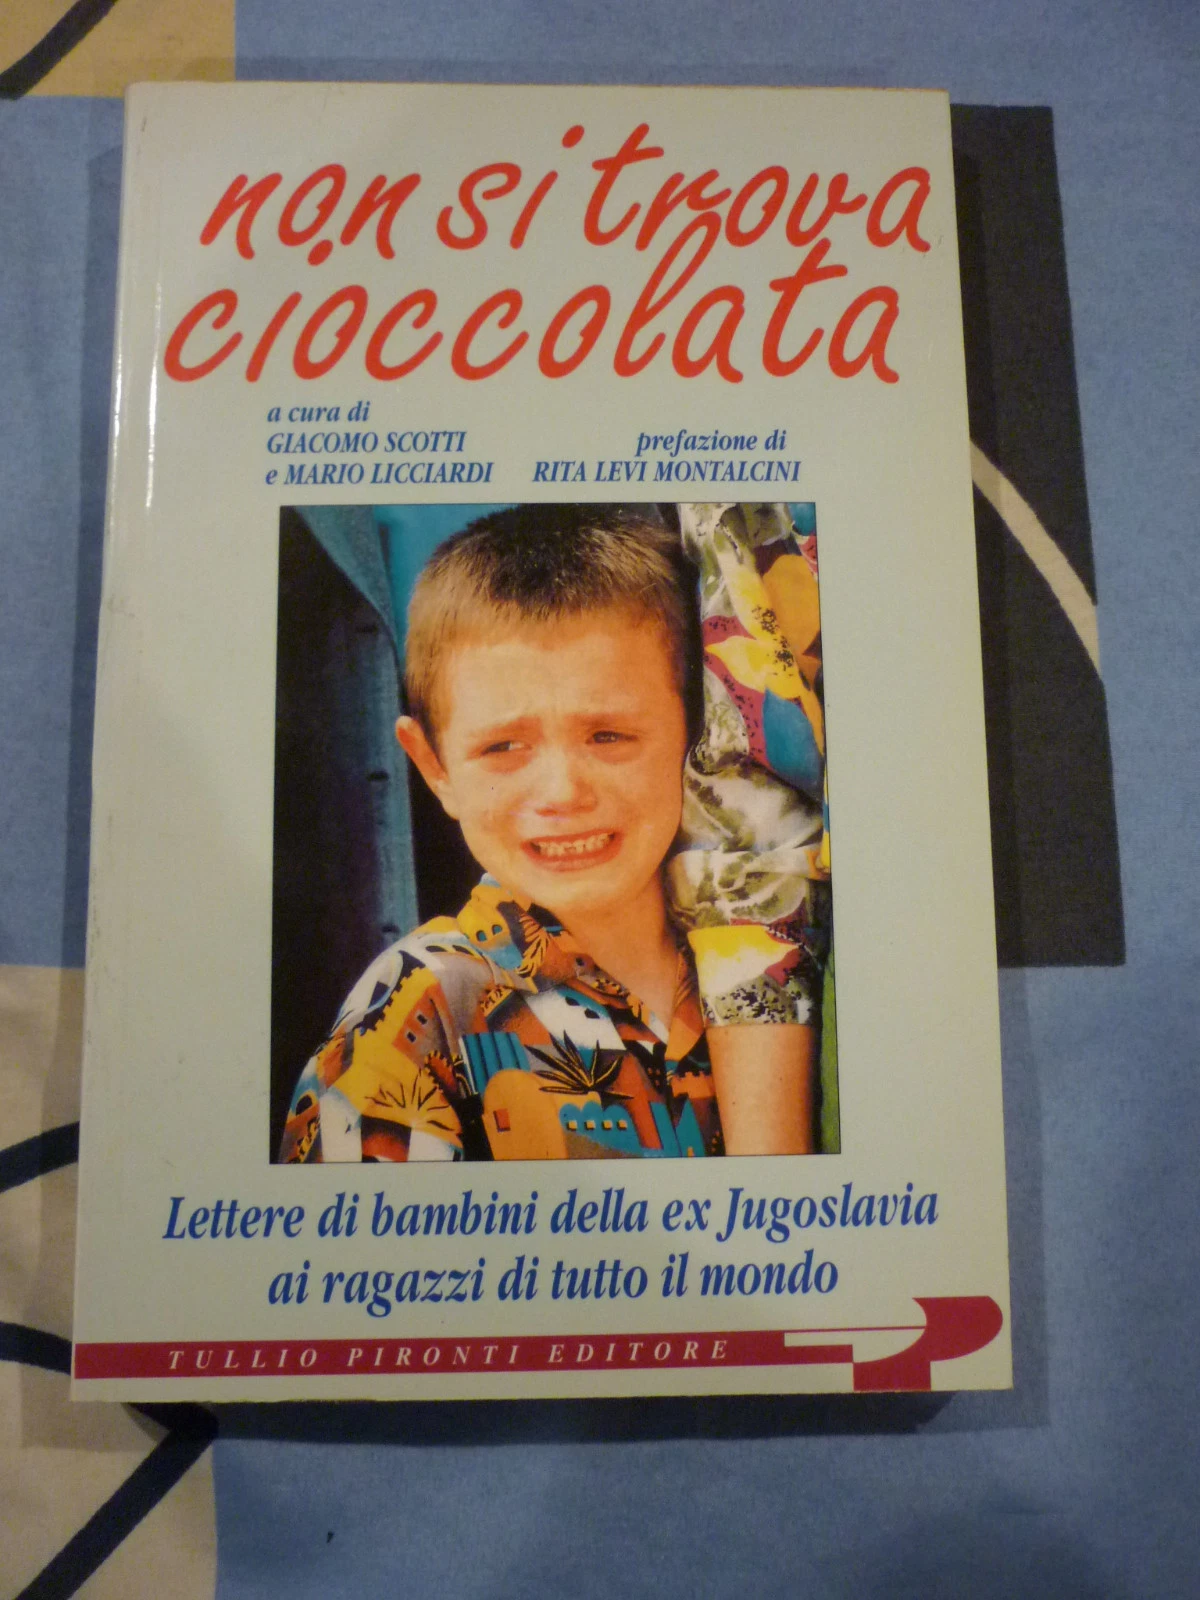 non si trova
cioccolata
a cura di
GIACOMO SCOTTI
e MARIO LICCIARDI
prefazione di
RITA LEVI MONTALCINI
Lettere di bambini della ex Jugoslavia
ai ragazzi di tutto il mondo
TULLIO PIRONTI EDITORE